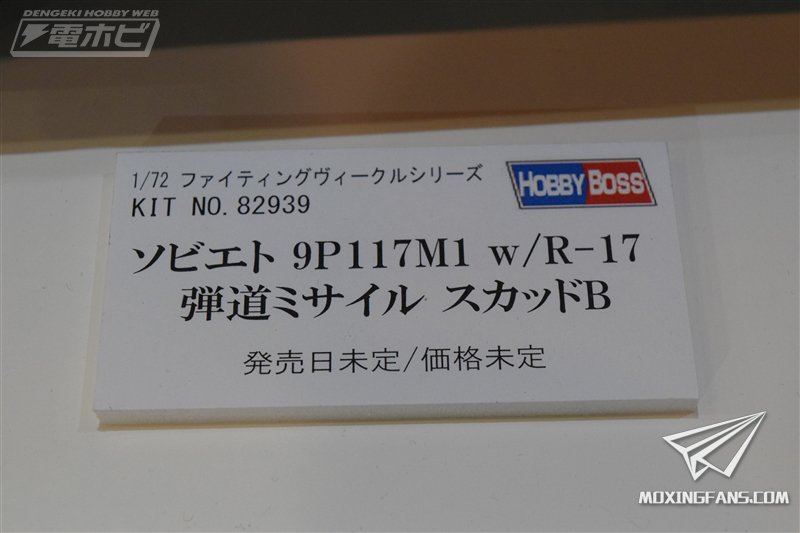 DENGEKI HOBBY WEB
電ホビ
1/72 ファイティングヴィークルシリーズ
HOBBY BOSS
KIT NO. 82939
ソビエト 9P117M1 w/R-17
弾道ミサイル スカッドB
発売日未定/価格未定
MOXINGFANS.COM